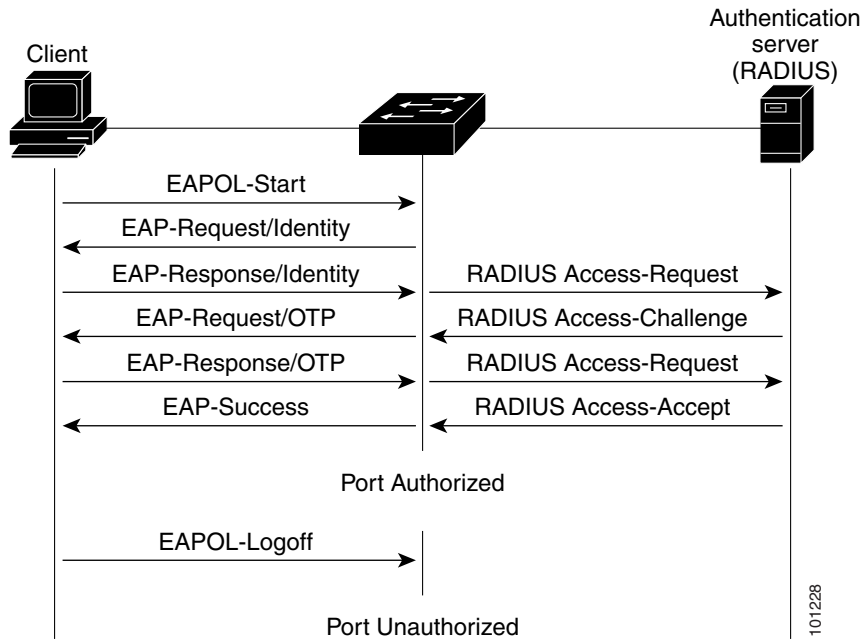 Client
Authentication
server
(RADIUS)
EAPOL-Start
EAP-Request/Identity
EAP-Response/Identity
RADIUS Access-Request
EAP-Request/OTP
RADIUS Access-Challenge
EAP-Response/OTP
RADIUS Access-Request
EAP-Success
RADIUS Access-Accept
Port Authorized
EAPOL-Logoff
Port Unauthorized
101228